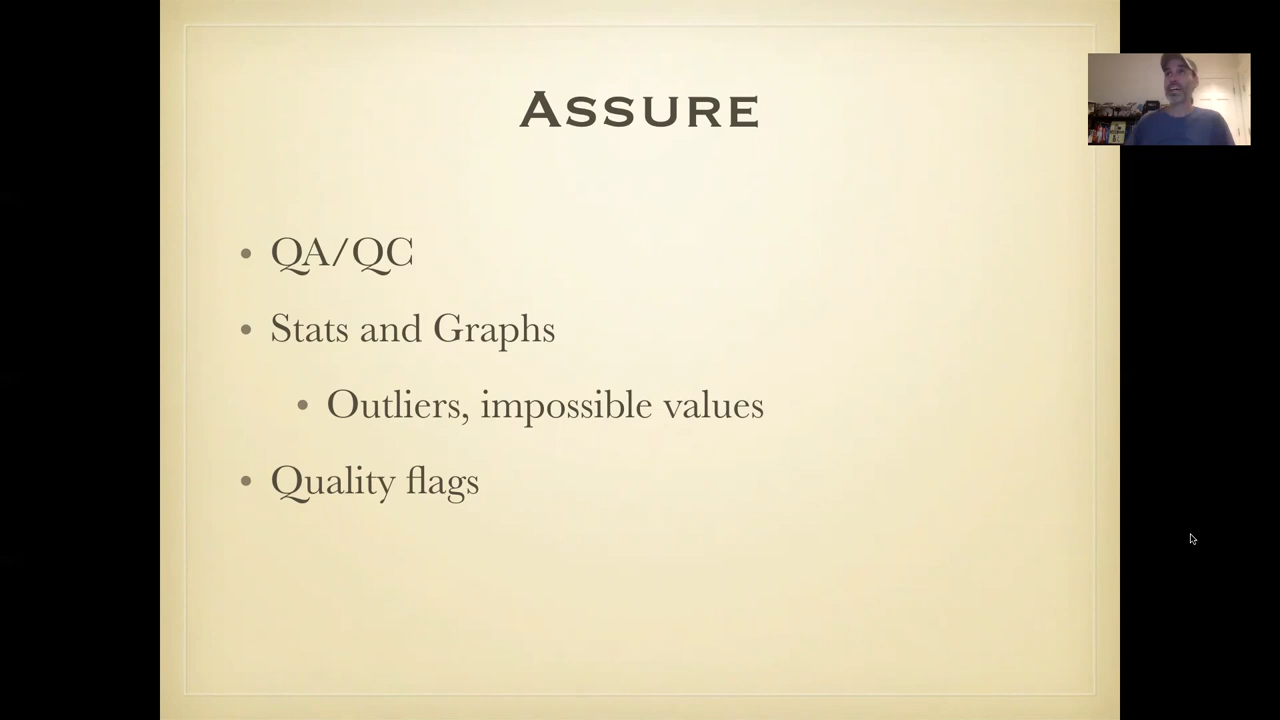 Assure
• QA/QC
• Stats and Graphs
• Outliers, impossible values
• Quality flags